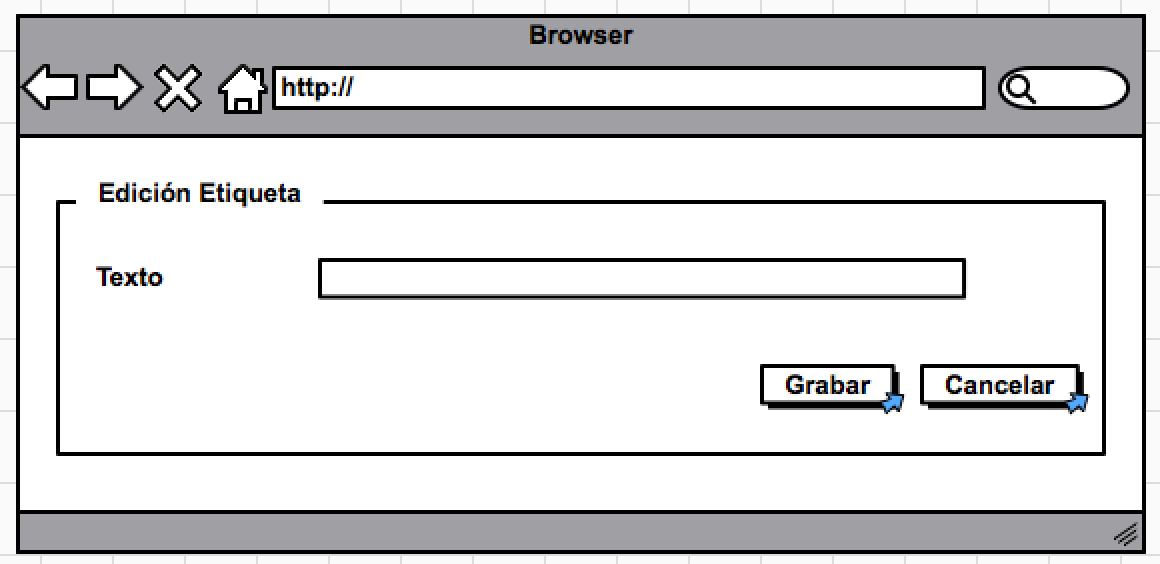 Browser
http://
Edición Etiqueta
Texto
Grabar Cancelar